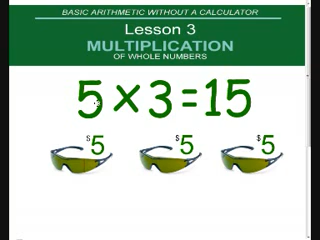 BASIC ARITHMETIC WITHOUT A CALCULATOR
Lesson 3
MULTIPLICATION
OF WHOLE NUMBERS
5×3=15
$5 $5 $5